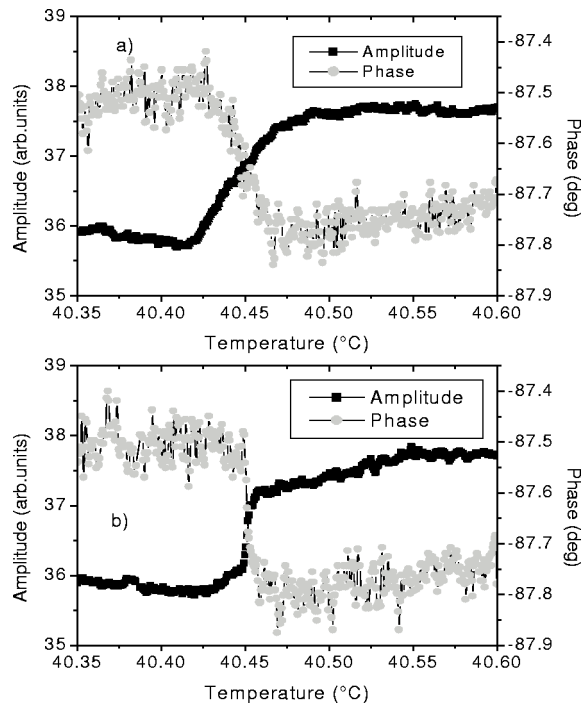 39
38
37
36
35
Amplitude (arb.units)
a)
Amplitude
Phase
-87.4
-87.5
-87.6
-87.7
-87.8
-87.9
Phase (deg)
40.35 40.40 40.45 40.50 40.55 40.60
Temperature (°C)
39
38
37
36
35
Amplitude (arb.units)
b)
Amplitude
Phase
-87.4
-87.5
-87.6
-87.7
-87.8
-87.9
Phase (deg)
40.35 40.40 40.45 40.50 40.55 40.60
Temperature (°C)